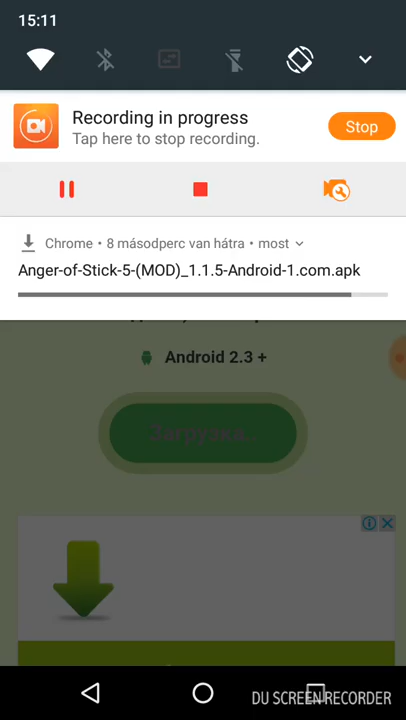 15:11
Recording in progress
Tap here to stop recording.
Stop
Chrome • 8 másodperc van hátra • most
Anger-of-Stick-5-(MOD)_1.1.5-Android-1.com.apk
Android 2.3 +
Загрузка..
DU SCREEN RECORDER